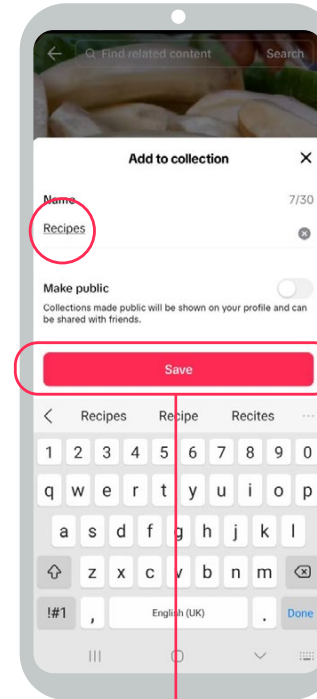 Find related content Search
Add to collection
Name 7/30
Recipes
Make public
Collections made public will be shown on your profile and can
be shared with friends.
Save
Recipes Recipe Recites
1 2 3 4 5 6 7 8 9 0
q w e r t y u i o p
a s d f g h j k l
z x c v b n m
!#1 , English (UK) . Done